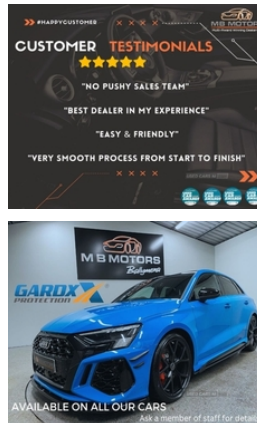 #HAPPYCUSTOMER
M B MOTORS
CUSTOMER TESTIMONIALS
"NO PUSHY SALES TEAM"
"BEST DEALER IN MY EXPERIENCE"
"EASY & FRIENDLY"
"VERY SMOOTH PROCESS FROM START TO FINISH"
M B MOTORS
Ballymena
GARDX
PROTECTION
AVAILABLE ON ALL OUR CARS
Ask a member of staff for details